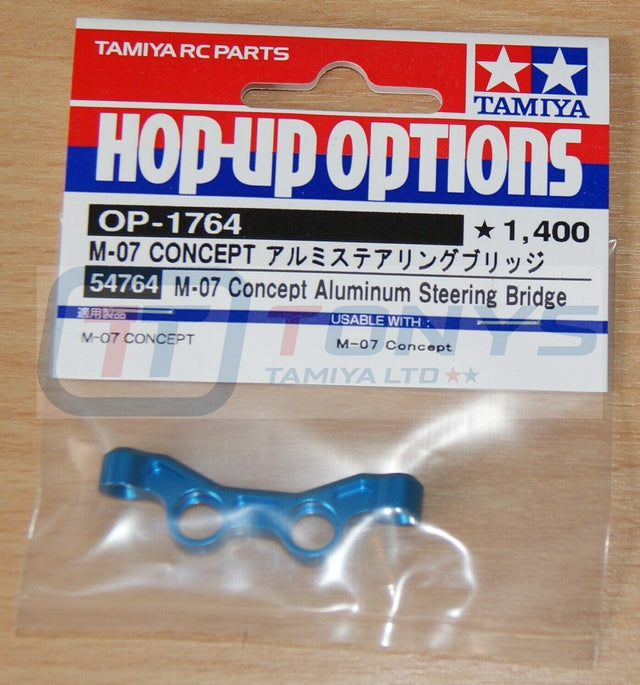 TAMIYA RC PARTS
TAMIYA
HOP-UP OPTIONS
OP-1764 ★ 1,400
M-07 CONCEPT アルミステアリングブリッジ
54764 M-07 Concept Aluminum Steering Bridge
適用製品 USABLE WITH :
M-07 CONCEPT M-07 Concept
TT TONYS
TAMIYA LTD ★★